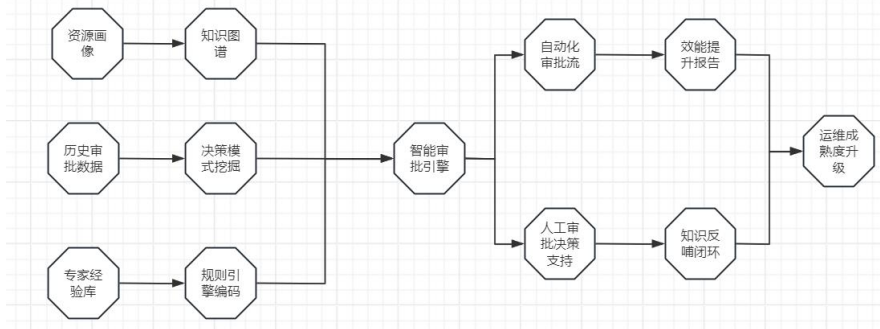 资源画
像
知识图
谱
自动化
审批流
效能提
升报告
历史审
批数据
决策模
式挖掘
智能审
批引擎
运维成
熟度升
级
人工审
批决策
支持
知识反
哺闭环
专家经
验库
规则引
擎编码